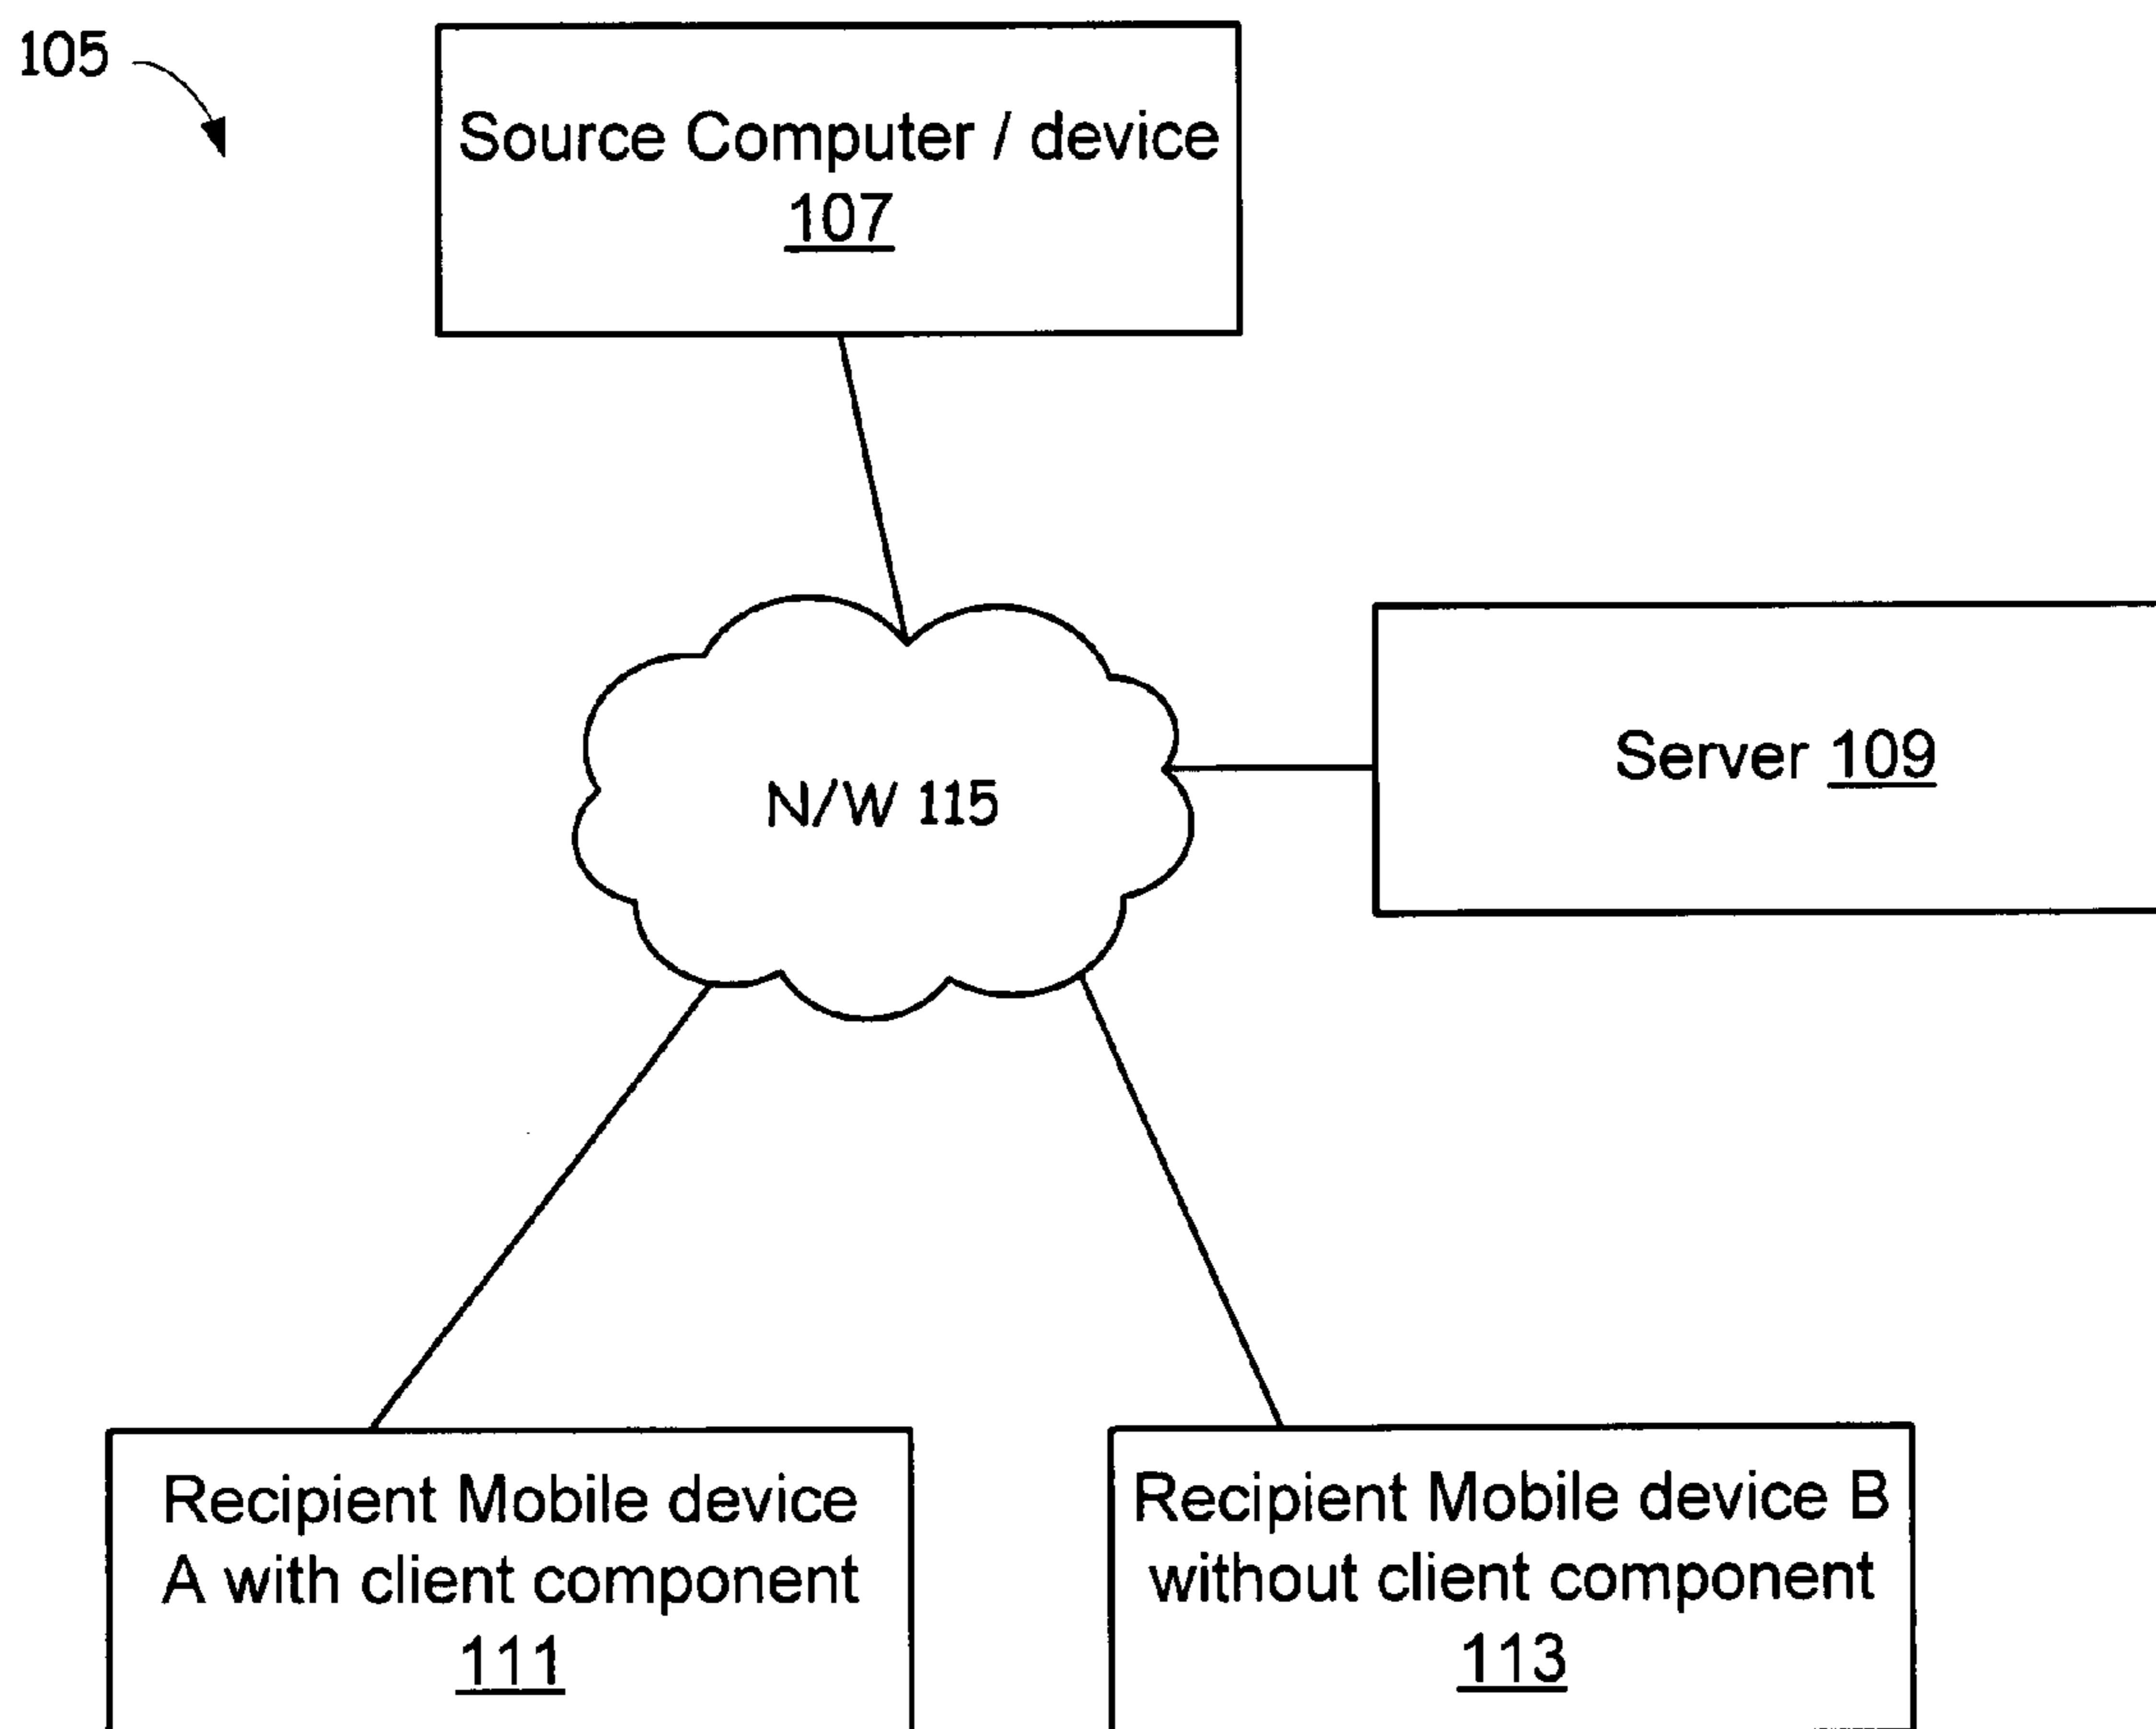 105
Source Computer / device
107
N/W 115
Server 109
Recipient Mobile device
A with client component
111
Recipient Mobile device B
without client component
113